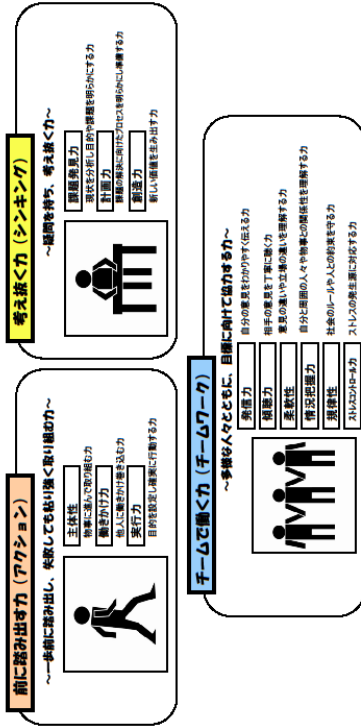 前に踏み出す力（アクション）
～一歩前に踏み出し、失敗しても粘り強く取り組む力～
主体性
物事に進んで取り組む力
働きかけ力
他人に働きかけ巻き込む力
実行力
目的を設定し確実に行動する力
考え抜く力（シンキング）
～疑問を持ち、考え抜く力～
課題発見力
現状を分析し目的や課題を明らかにする力
計画力
課題の解決に向けたプロセスを明らかにし準備する力
創造力
新しい価値を生み出す力
チームで働く力（チームワーク）
～多様な人々とともに、目標に向けて協力する力～
発信力
自分の意見をわかりやすく伝える力
傾聴力
相手の意見を丁寧に聴く力
柔軟性
意見の違いや立場の違いを理解する力
情況把握力
自分と周囲の人々や物事との関係性を理解する力
規律性
社会のルールや人との約束を守る力
ストレスコントロール力
ストレスの発生源に対応する力